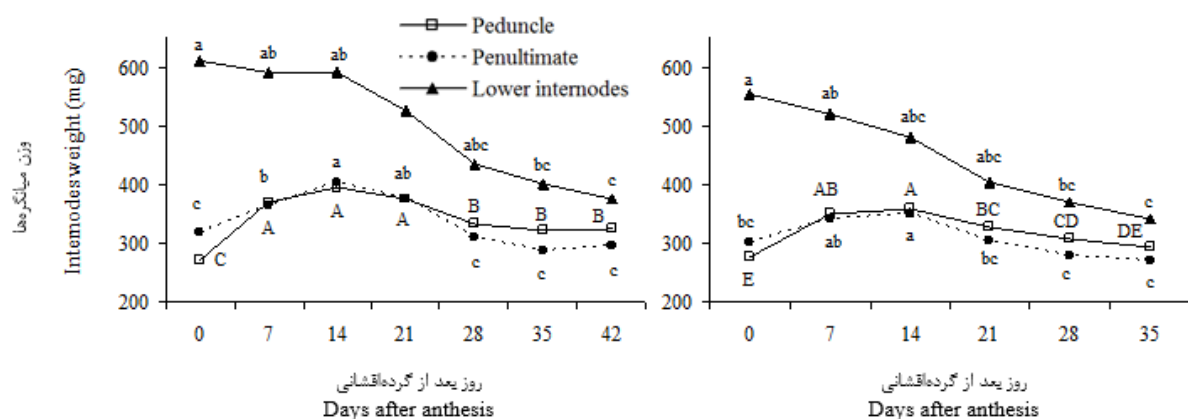 Peduncle
Penultimate
Lower internodes
وزن میانگره‌ها
Internodes weight (mg)
600
500
400
300
200
a
ab
ab
abc
bc
c
c
b
a
ab
c
c
c
C
A
A
A
B
B
B
0 7 14 21 28 35 42
روز بعد از گرده‌افشانی
Days after anthesis
600
500
400
300
200
a
ab
abc
abc
bc
c
AB
A
BC
CD
DE
bc
E
ab
a
bc
c
c
0 7 14 21 28 35
روز بعد از گرده‌افشانی
Days after anthesis